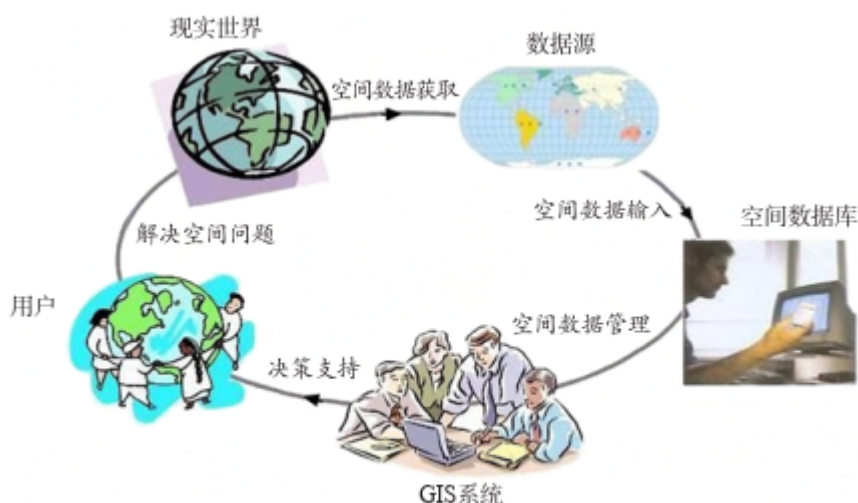 现实世界
数据源
空间数据获取
空间数据输入
空间数据库
解决空间问题
用户
空间数据管理
决策支持
GIS系统